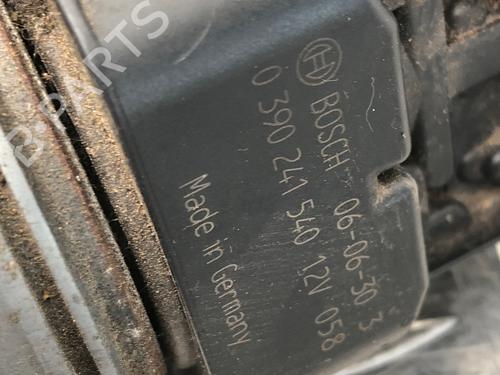 BOSCH 06-06-30 3
0 390 241 540 12V 058
Made in Germany
B-PARTS